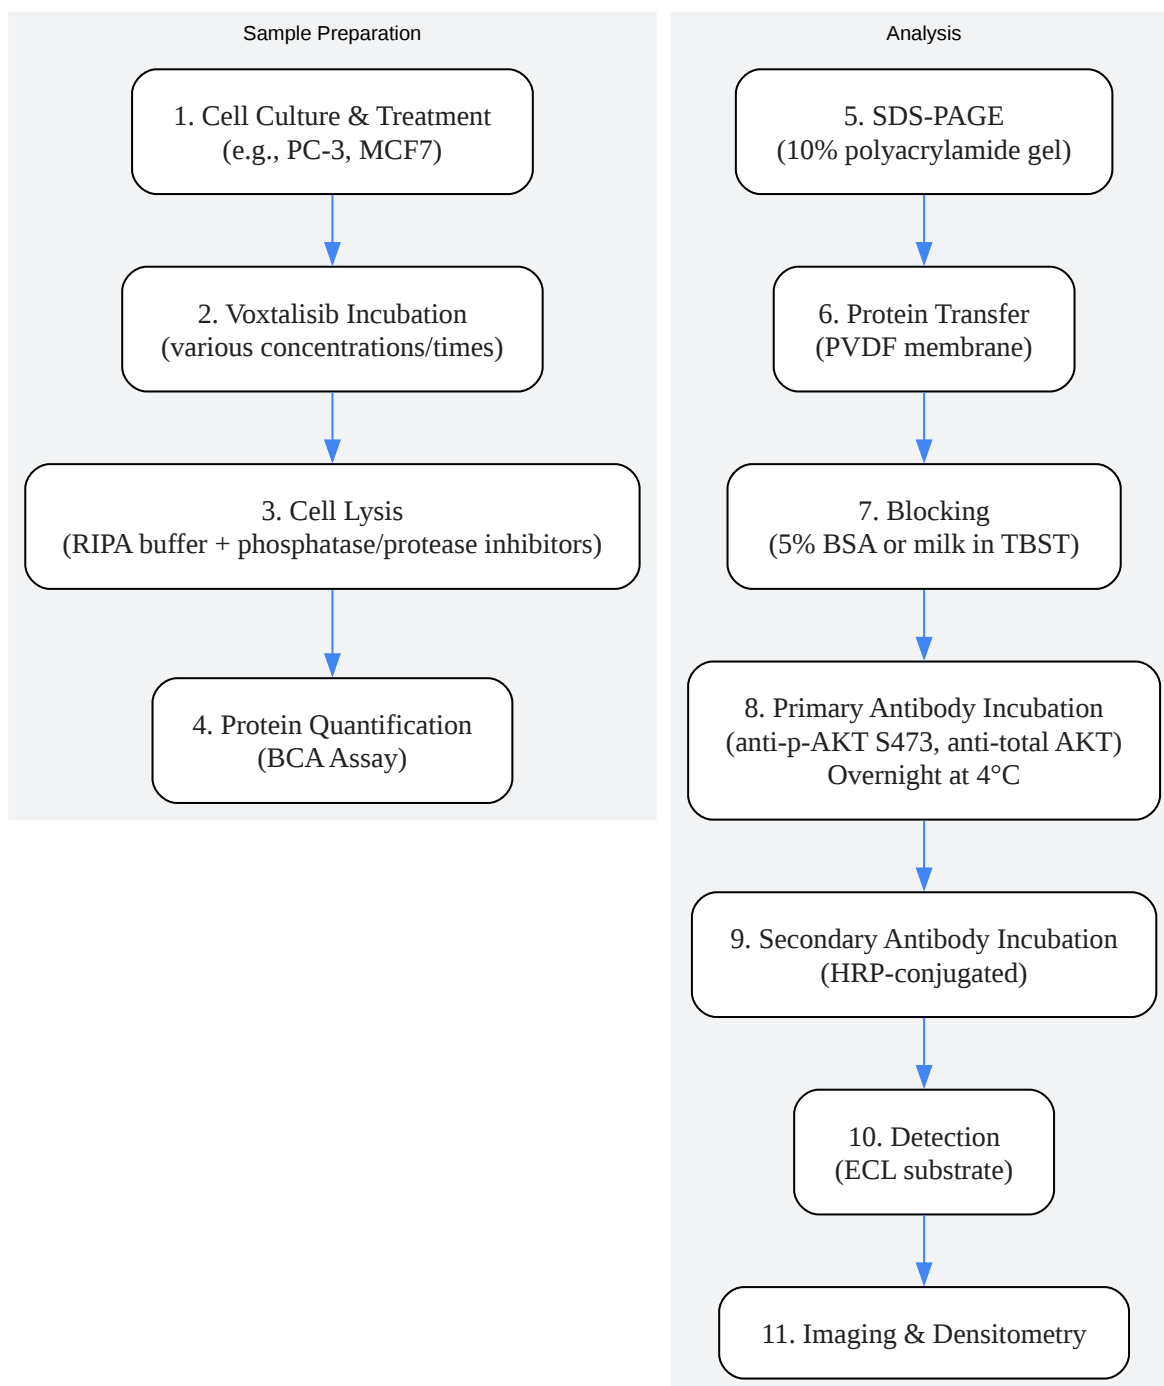 Sample Preparation
1. Cell Culture & Treatment
(e.g., PC-3, MCF7)
2. Voxtalisib Incubation
(various concentrations/times)
3. Cell Lysis
(RIPA buffer + phosphatase/protease inhibitors)
4. Protein Quantification
(BCA Assay)
Analysis
5. SDS-PAGE
(10% polyacrylamide gel)
6. Protein Transfer
(PVDF membrane)
7. Blocking
(5% BSA or milk in TBST)
8. Primary Antibody Incubation
(anti-p-AKT S473, anti-total AKT)
Overnight at 4°C
9. Secondary Antibody Incubation
(HRP-conjugated)
10. Detection
(ECL substrate)
11. Imaging & Densitometry